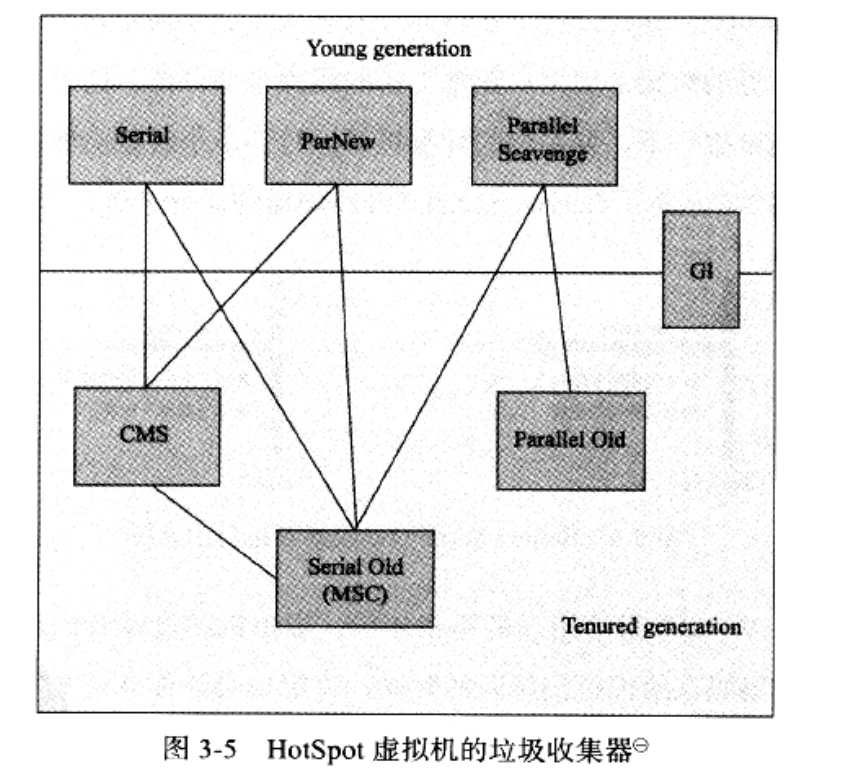 Young generation
Serial
ParNew
Parallel
Scavenge
G1
CMS
Parallel Old
Serial Old
(MSC)
Tenured generation
图 3-5 HotSpot 虚拟机的垃圾收集器㊀